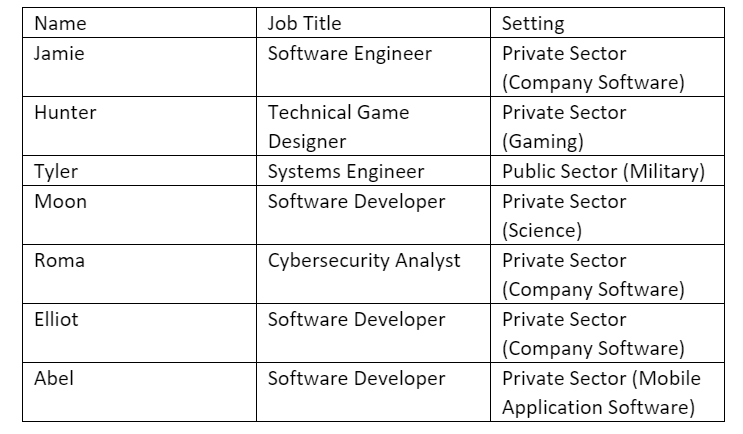 Name Job Title Setting
Jamie Software Engineer Private Sector
(Company Software)
Hunter Technical Game Private Sector
Designer (Gaming)
Tyler Systems Engineer Public Sector (Military)
Moon Software Developer Private Sector
(Science)
Roma Cybersecurity Analyst Private Sector
(Company Software)
Elliot Software Developer Private Sector
(Company Software)
Abel Software Developer Private Sector (Mobile
Application Software)